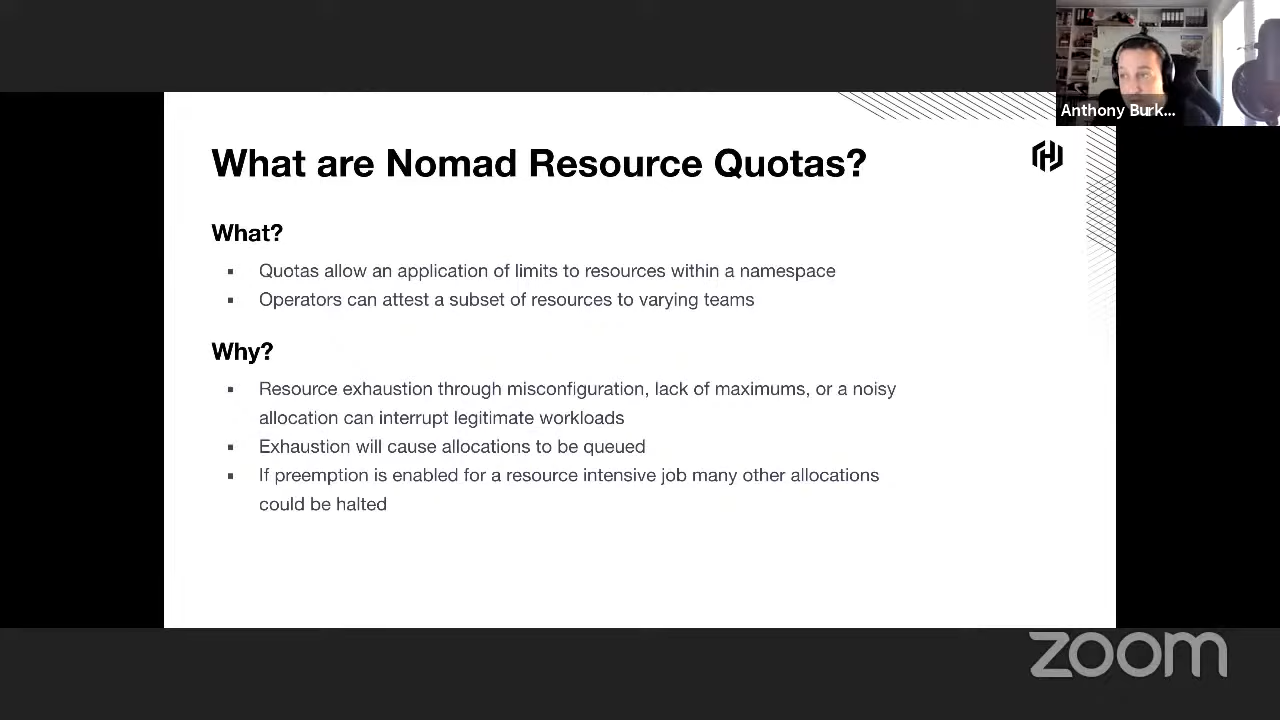 Anthony Burk...
What are Nomad Resource Quotas?
What?
▪ Quotas allow an application of limits to resources within a namespace
▪ Operators can attest a subset of resources to varying teams
Why?
▪ Resource exhaustion through misconfiguration, lack of maximums, or a noisy
allocation can interrupt legitimate workloads
▪ Exhaustion will cause allocations to be queued
▪ If preemption is enabled for a resource intensive job many other allocations
could be halted
zoom